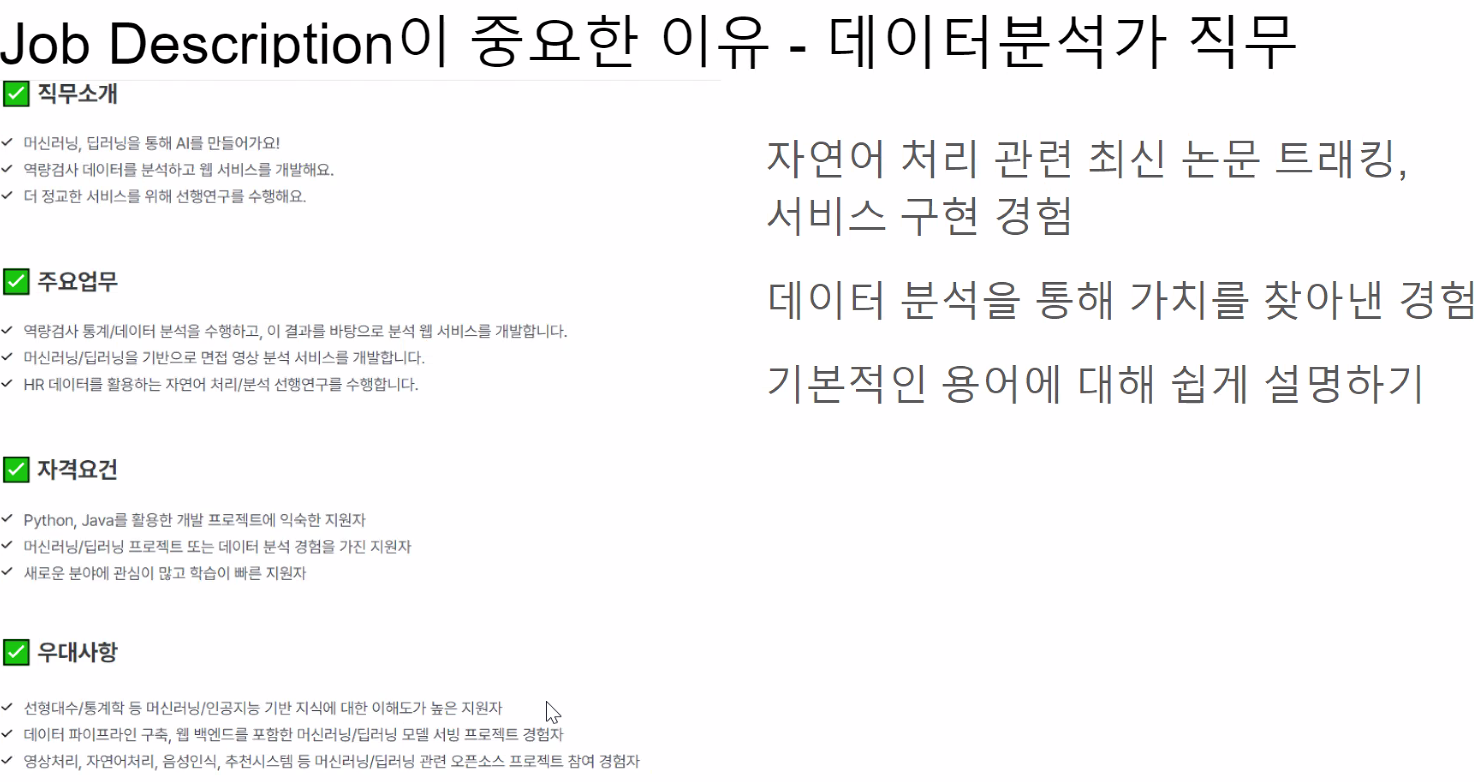 Job Description이 중요한 이유 - 데이터분석가 직무
직무소개
머신러닝, 딥러닝을 통해 AI를 만들어가요!
역량검사 데이터를 분석하고 웹 서비스를 개발해요.
더 정교한 서비스를 위해 선행연구를 수행해요.
주요업무
역량검사 통계/데이터 분석을 수행하고, 이 결과를 바탕으로 분석 웹 서비스를 개발합니다.
머신러닝/딥러닝을 기반으로 면접 영상 분석 서비스를 개발합니다.
HR 데이터를 활용하는 자연어 처리/분석 선행연구를 수행합니다.
자격요건
Python, Java를 활용한 개발 프로젝트에 익숙한 지원자
머신러닝/딥러닝 프로젝트 또는 데이터 분석 경험을 가진 지원자
새로운 분야에 관심이 많고 학습이 빠른 지원자
우대사항
선형대수/통계학 등 머신러닝/인공지능 기반 지식에 대한 이해도가 높은 지원자
데이터 파이프라인 구축, 웹 백엔드를 포함한 머신러닝/딥러닝 모델 서빙 프로젝트 경험자
영상처리, 자연어처리, 음성인식, 추천시스템 등 머신러닝/딥러닝 관련 오픈소스 프로젝트 참여 경험자
자연어 처리 관련 최신 논문 트래킹,
서비스 구현 경험
데이터 분석을 통해 가치를 찾아낸 경험
기본적인 용어에 대해 쉽게 설명하기